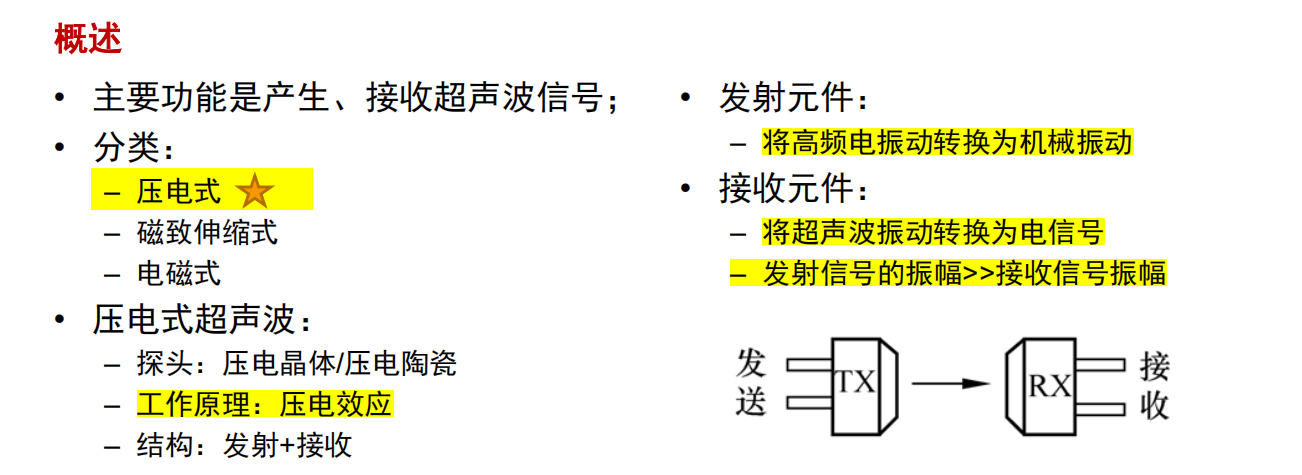 概述
• 主要功能是产生、接收超声波信号；
• 分类：
– 压电式
– 磁致伸缩式
– 电磁式
• 压电式超声波：
– 探头：压电晶体/压电陶瓷
– 工作原理：压电效应
– 结构：发射+接收
• 发射元件：
– 将高频电振动转换为机械振动
• 接收元件：
– 将超声波振动转换为电信号
– 发射信号的振幅>>接收信号振幅
发送
TX
RX
接收